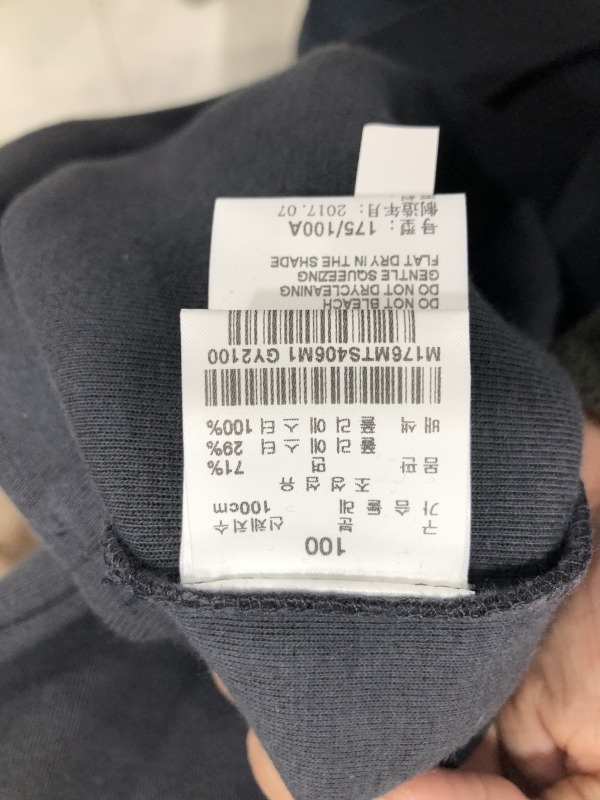 100
구 분 신체치수
가 슴 둘 레 100cm
조 성 섬 유
몸 판 면 71%
폴 리 에 스 터 29%
배 색 폴 리 에 스 터 100%
M176MTS406M1 GY2100
DO NOT BLEACH
DO NOT DRYCLEANING
GENTLE SQUEEZING
FLAT DRY IN THE SHADE
号型：175/100A
制造年月：2017.07